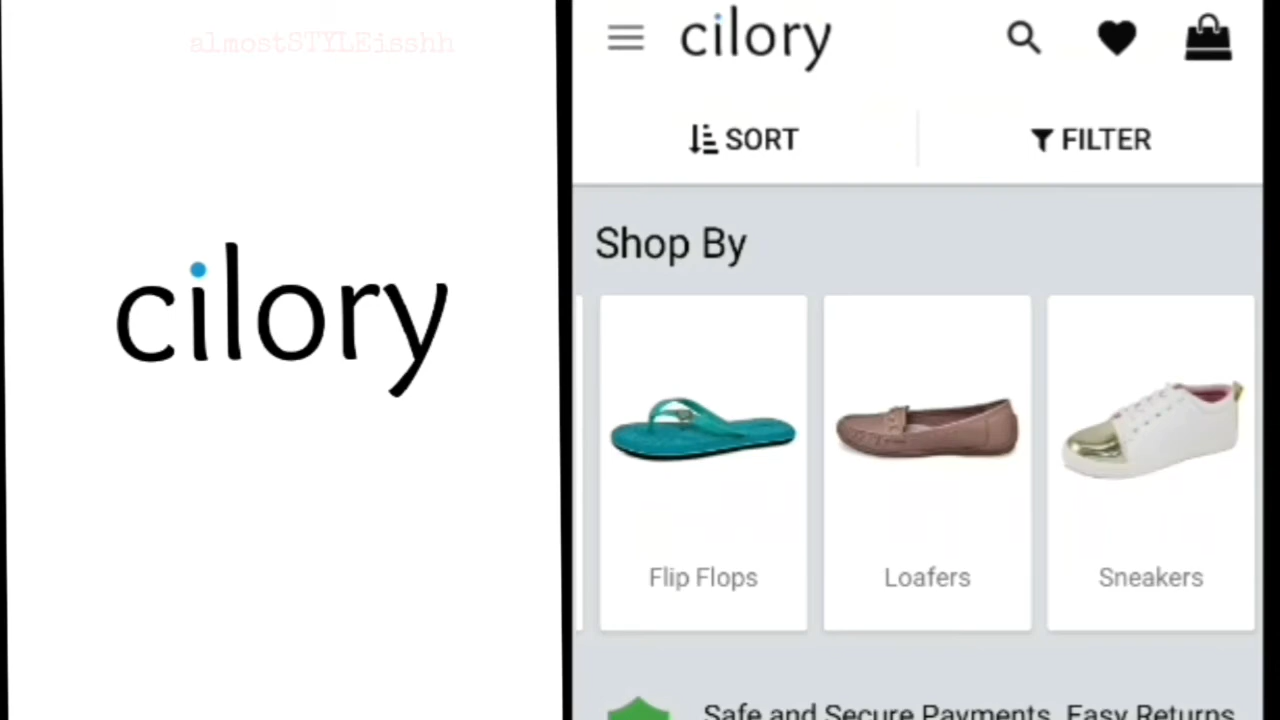 almostSTYLEisshh
cilory
cilory
SORT
FILTER
Shop By
Flip Flops
Loafers
Sneakers
Safe and Secure Payments. Easy Returns